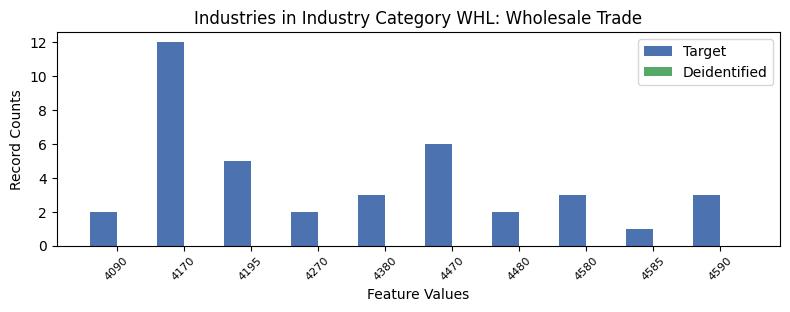 Industries in Industry Category WHL: Wholesale Trade
Target
Deidentified
Record Counts
12
10
8
6
4
2
0
4090 4170 4195 4270 4380 4470 4480 4580 4585 4590
Feature Values